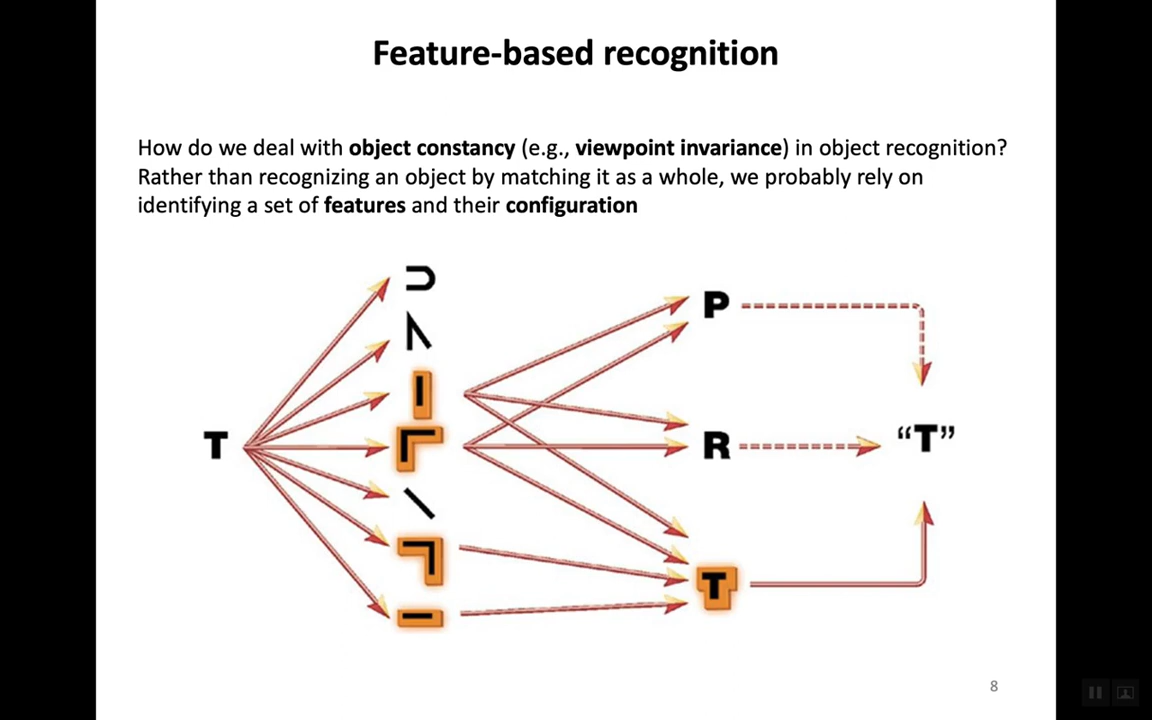 Feature-based recognition
How do we deal with object constancy (e.g., viewpoint invariance) in object recognition?
Rather than recognizing an object by matching it as a whole, we probably rely on
identifying a set of features and their configuration
P
T
R
“T”
T
8